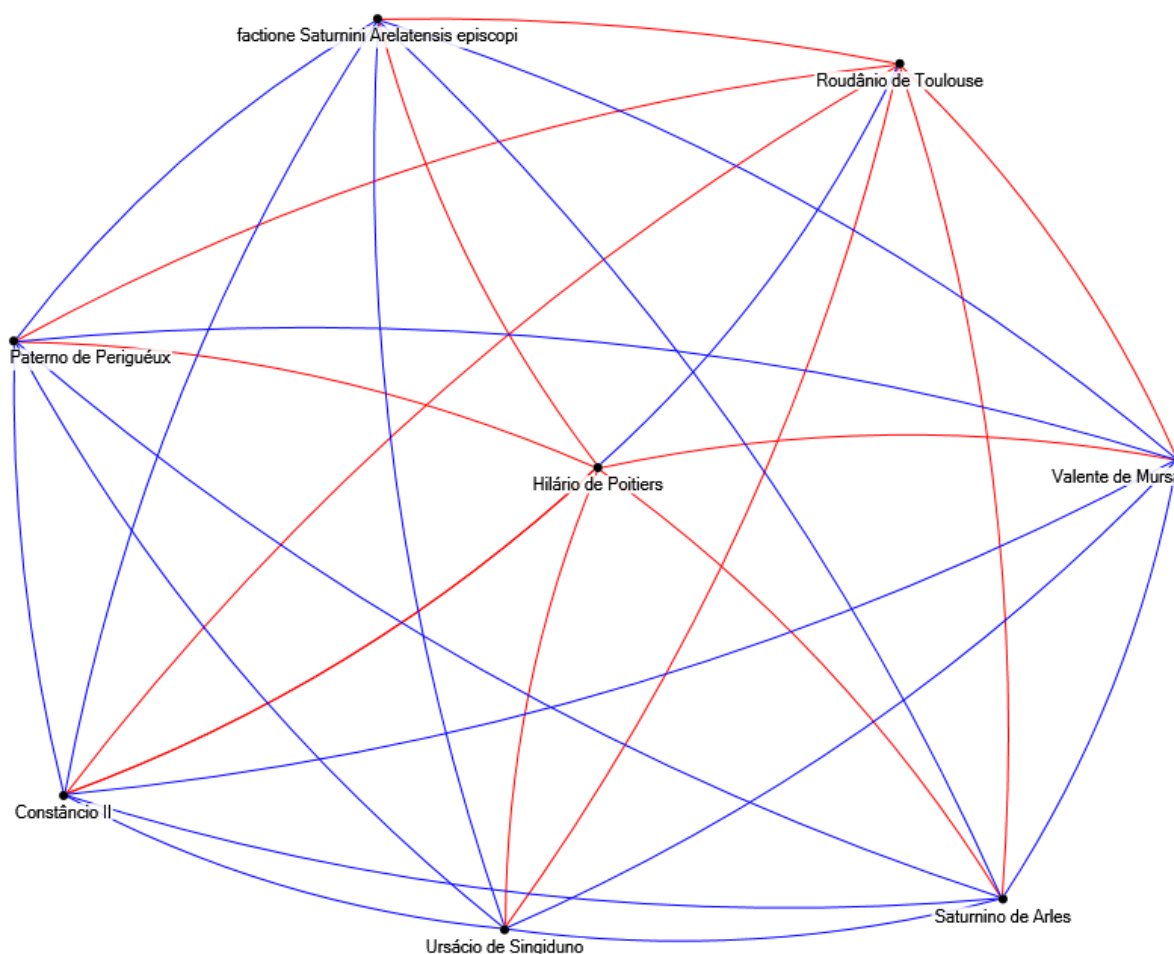 factione Saturnini Arelatensis episcopi
Roudânio de Toulouse
Paterno de Periguéux
Hilário de Poitiers
Valente de Mursa
Constâncio II
Saturnino de Arles
Ursácio de Singiduno